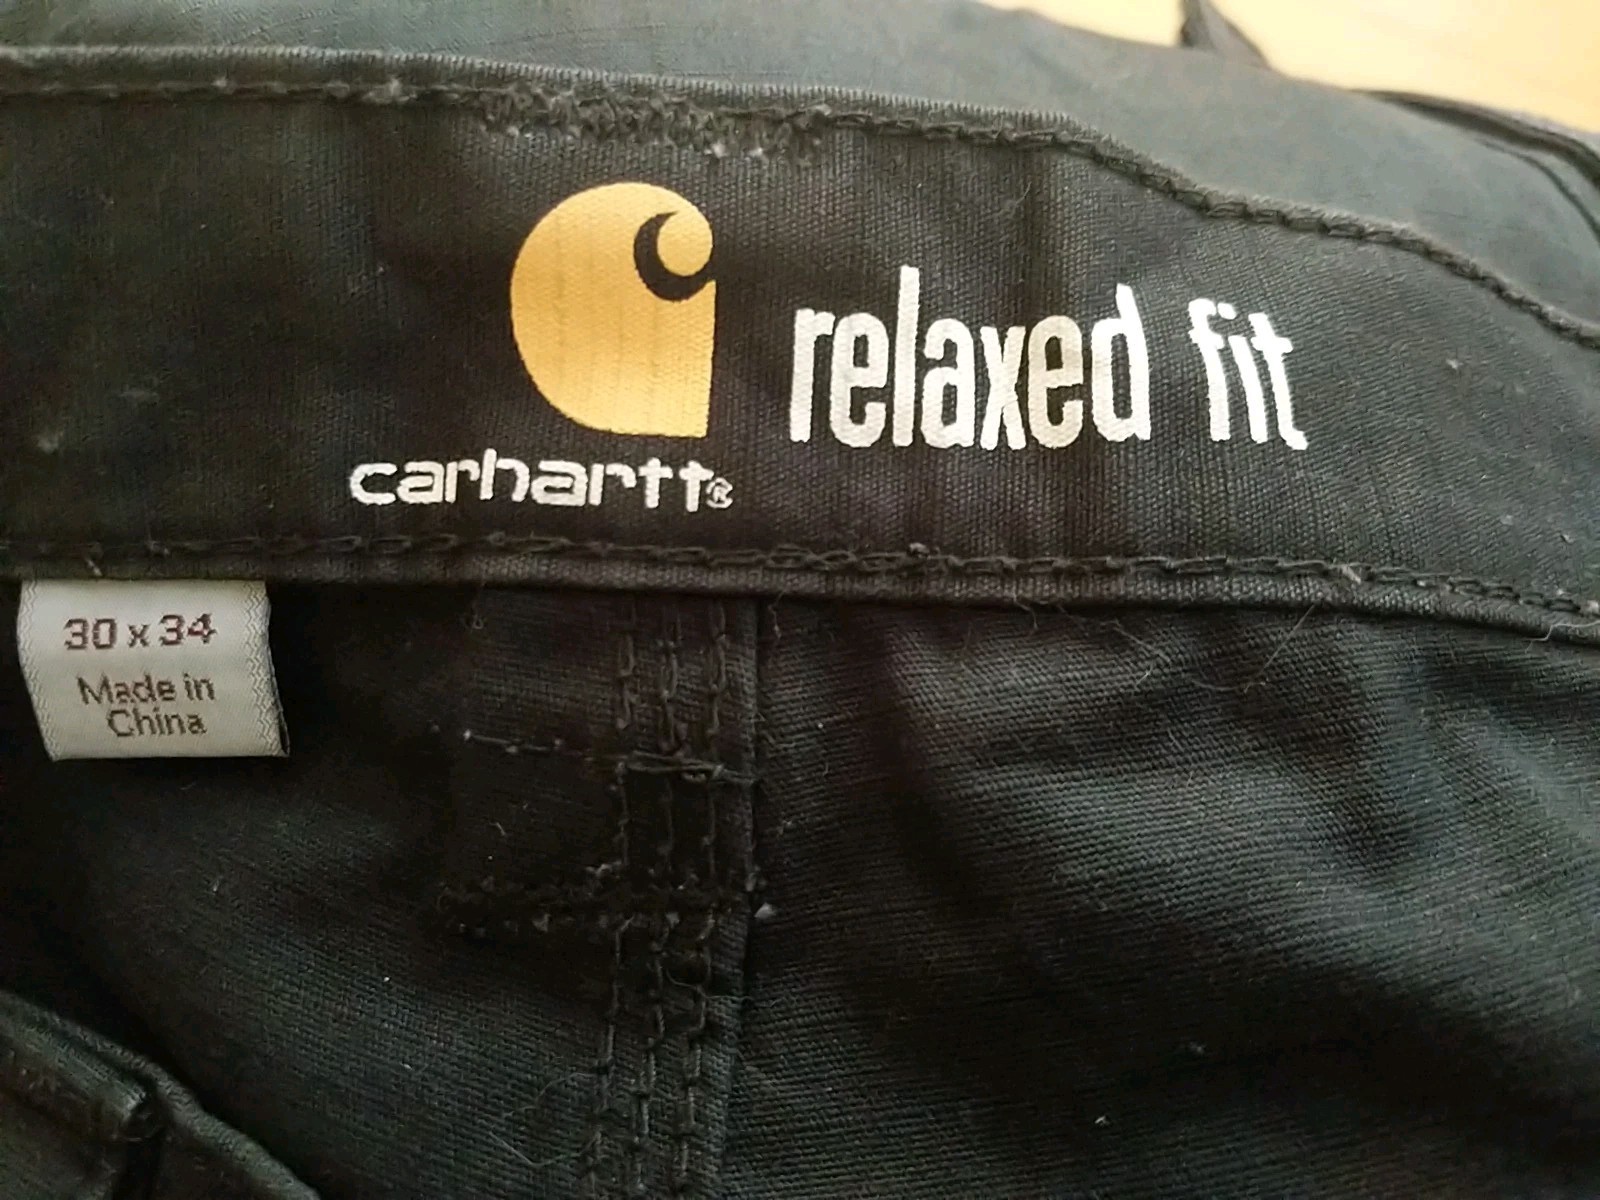 relaxed fit
carhartt®
30 x 34
Made in
China